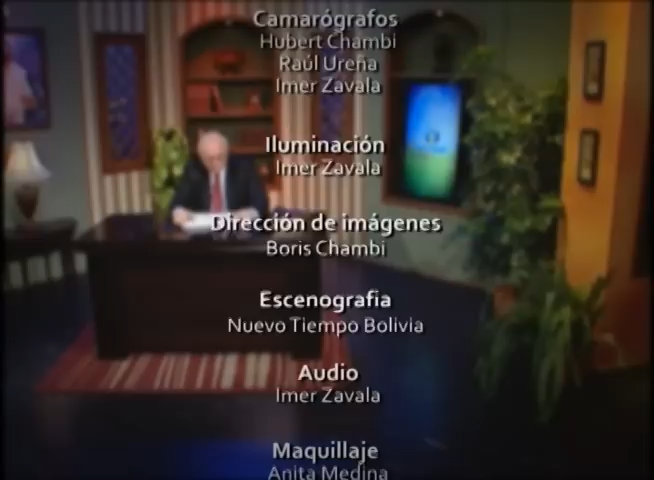 Camarógrafos
Hubert Chambi
Raúl Ureña
Imer Zavala
Iluminación
Imer Zavala
Dirección de imágenes
Boris Chambi
Escenografia
Nuevo Tiempo Bolivia
Audio
Imer Zavala
Maquillaje
Anita Medina